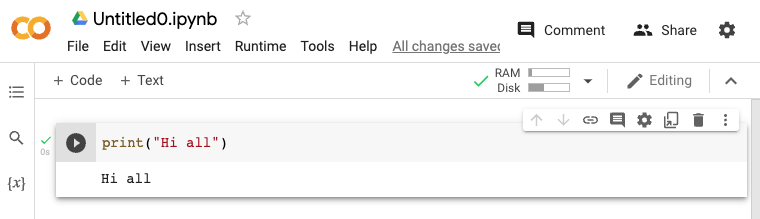 Untitled0.ipynb
Comment
Share
File Edit View Insert Runtime Tools Help All changes saved
+ Code + Text
RAM
Disk
Editing
print("Hi all")
0s
{x}
Hi all